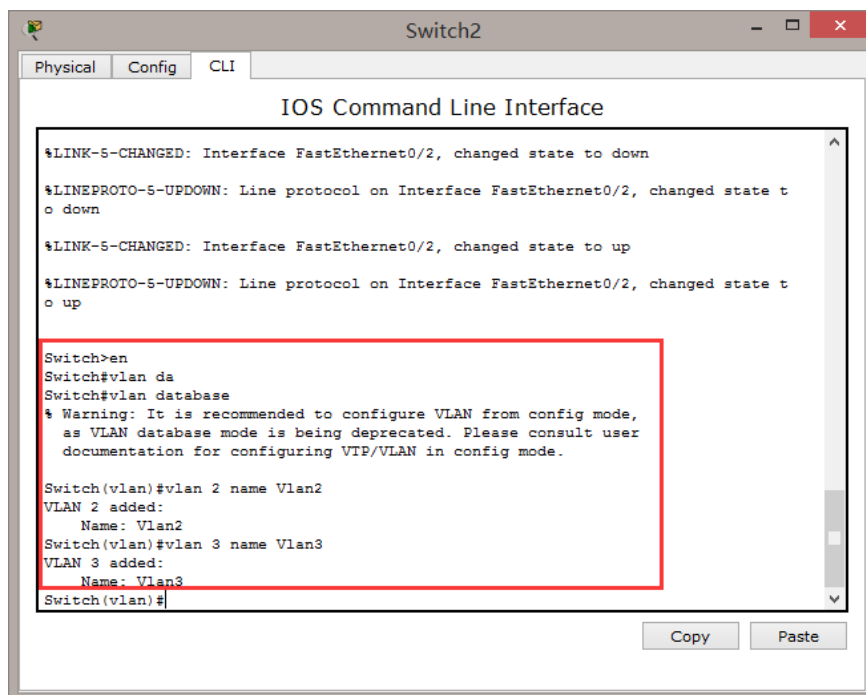 Switch2
Physical Config CLI
IOS Command Line Interface
%LINK-5-CHANGED: Interface FastEthernet0/2, changed state to down
%LINEPROTO-5-UPDOWN: Line protocol on Interface FastEthernet0/2, changed state t
o down
%LINK-5-CHANGED: Interface FastEthernet0/2, changed state to up
%LINEPROTO-5-UPDOWN: Line protocol on Interface FastEthernet0/2, changed state t
o up
Switch>en
Switch#vlan da
Switch#vlan database
% Warning: It is recommended to configure VLAN from config mode,
  as VLAN database mode is being deprecated. Please consult user
  documentation for configuring VTP/VLAN in config mode.
Switch(vlan)#vlan 2 name Vlan2
VLAN 2 added:
    Name: Vlan2
Switch(vlan)#vlan 3 name Vlan3
VLAN 3 added:
    Name: Vlan3
Switch(vlan)#
Copy Paste